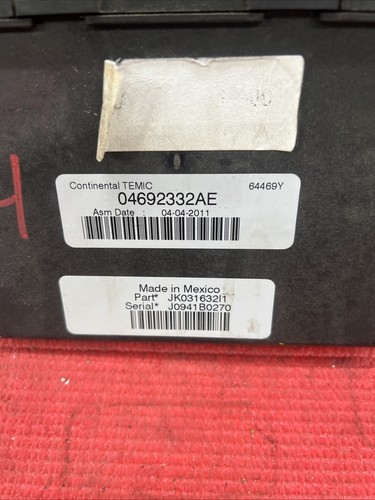 Continental TEMIC 64469Y
04692332AE
Asm Date : 04-04-2011
Made in Mexico
Part* JK031632I1
Serial* J0941B0270